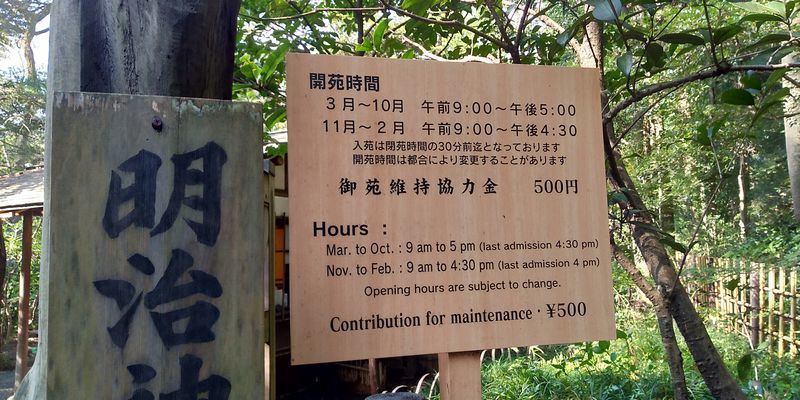 明治神
開苑時間
3月～10月 午前9:00～午後5:00
11月～2月 午前9:00～午後4:30
入苑は閉苑時間の30分前迄となっております
開苑時間は都合により変更することがあります
御苑維持協力金 500円
Hours :
Mar. to Oct. : 9 am to 5 pm (last admission 4:30 pm)
Nov. to Feb. : 9 am to 4:30 pm (last admission 4 pm)
Opening hours are subject to change.
Contribution for maintenance・¥500